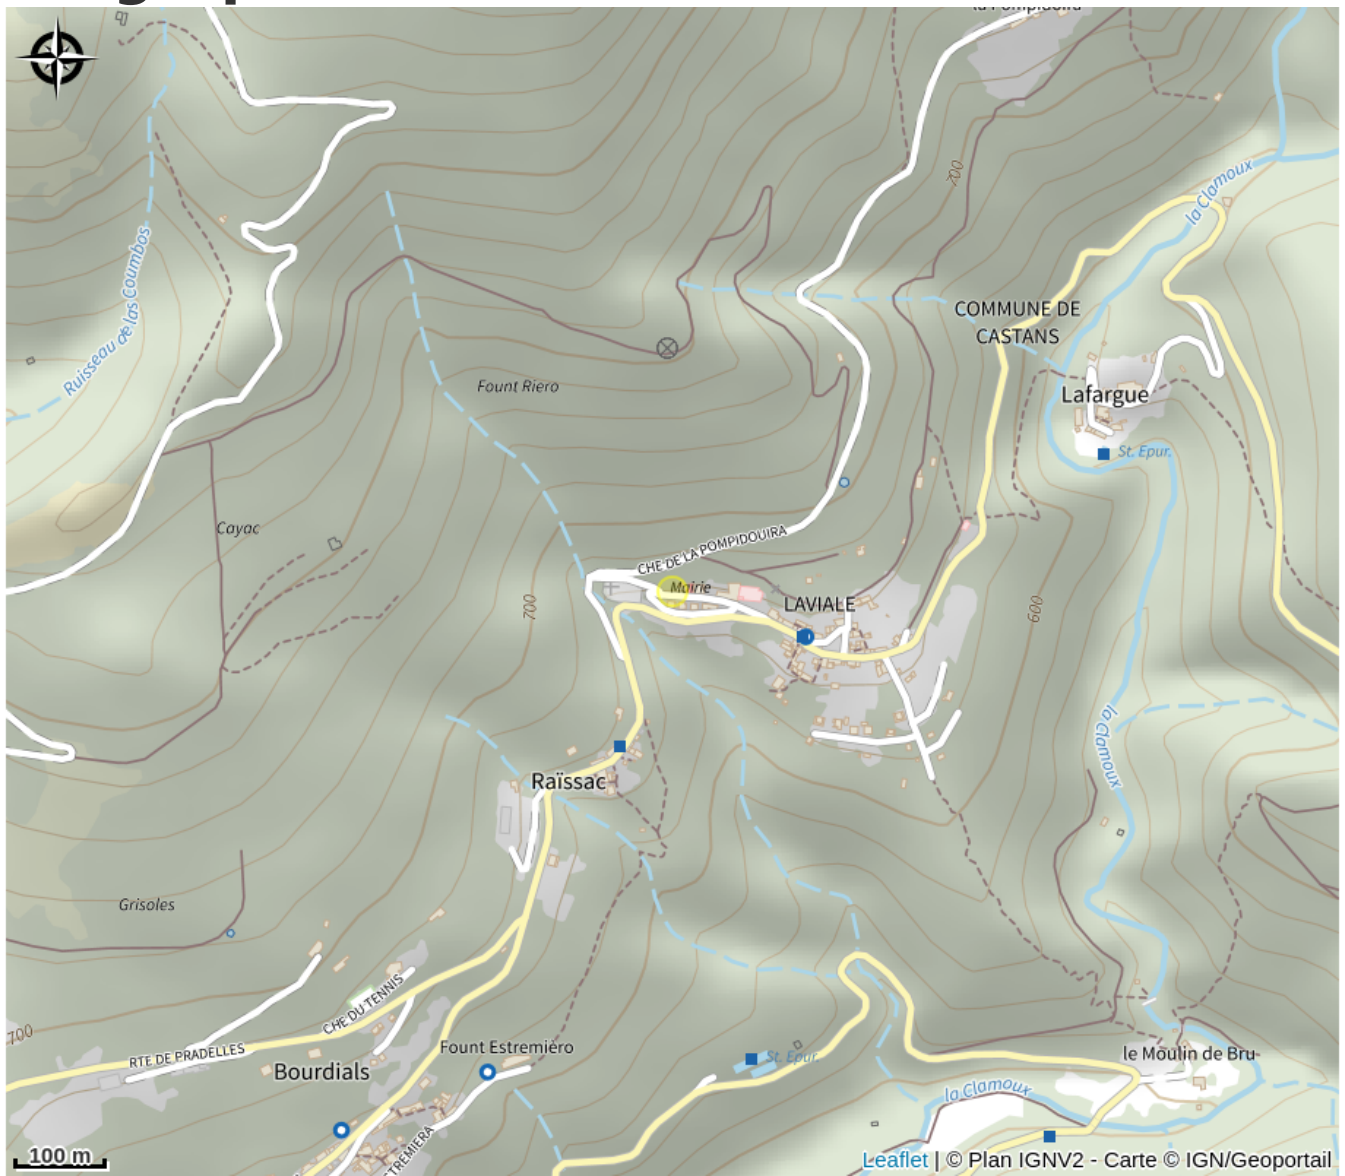 la Clamoux
700
Ruisseau de las Coumbos
COMMUNE DE
CASTANS
Fount Riero
Lafargue
St. Epur.
Cayac
CHE DE LA POMPIDOUIRA
Mairie
LAVIALE
700
600
la Clamoux
Raïssac
Grisoles
CHE DU TENNIS
700
RTE DE PRADELLES
Fount Estremièro
Bourdials
St. Epur.
le Moulin de Bru
la Clamoux
100 m
Leaflet | © Plan IGNV2 - Carte © IGN/Geoportail